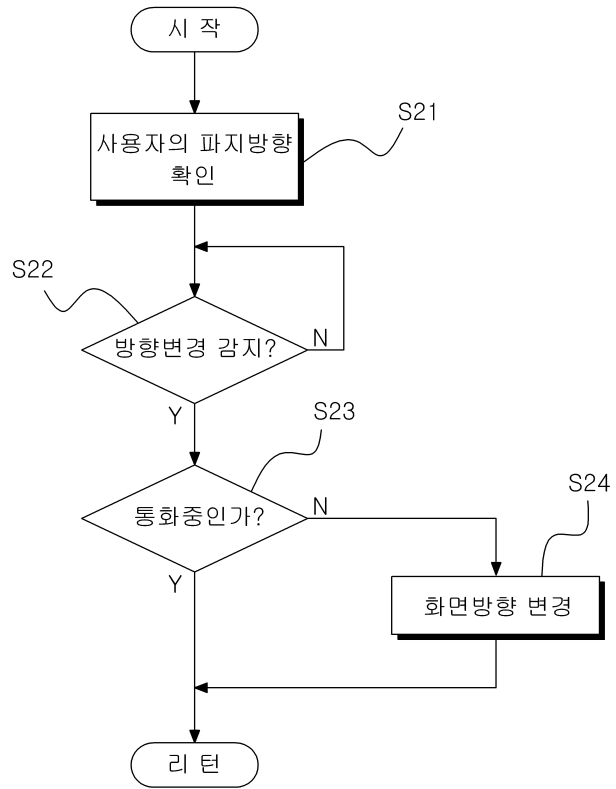 시 작
S21
사용자의 파지방향
확인
S22
방향변경 감지?
N
Y
S23
통화중인가?
N
S24
Y
화면방향 변경
리 턴